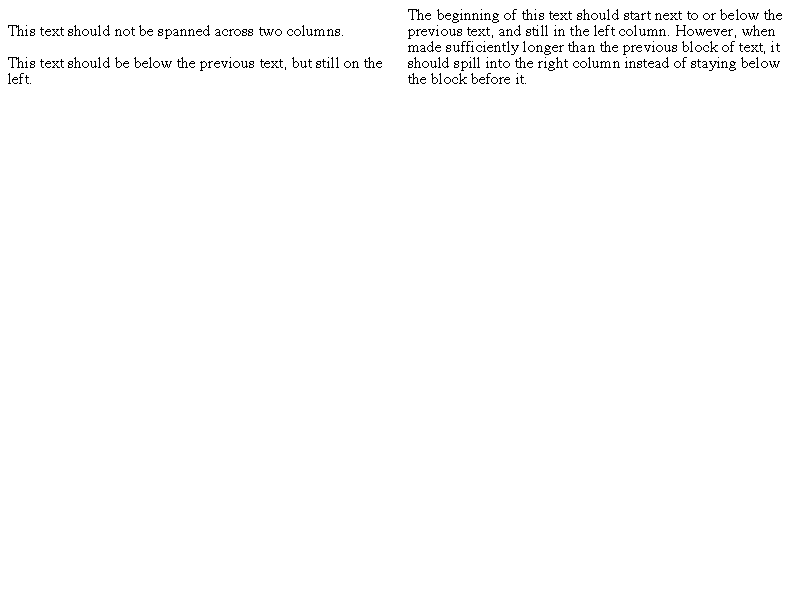 This text should not be spanned across two columns.
This text should be below the previous text, but still on the
left.
The beginning of this text should start next to or below the
previous text, and still in the left column. However, when
made sufficiently longer than the previous block of text, it
should spill into the right column instead of staying below
the block before it.